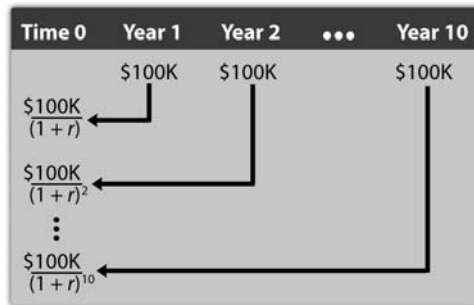 Time 0 Year 1 Year 2 ••• Year 10
$100K $100K $100K
$100K
(1 + r)
$100K
(1 + r)²
⋮
$100K
(1 + r)¹⁰